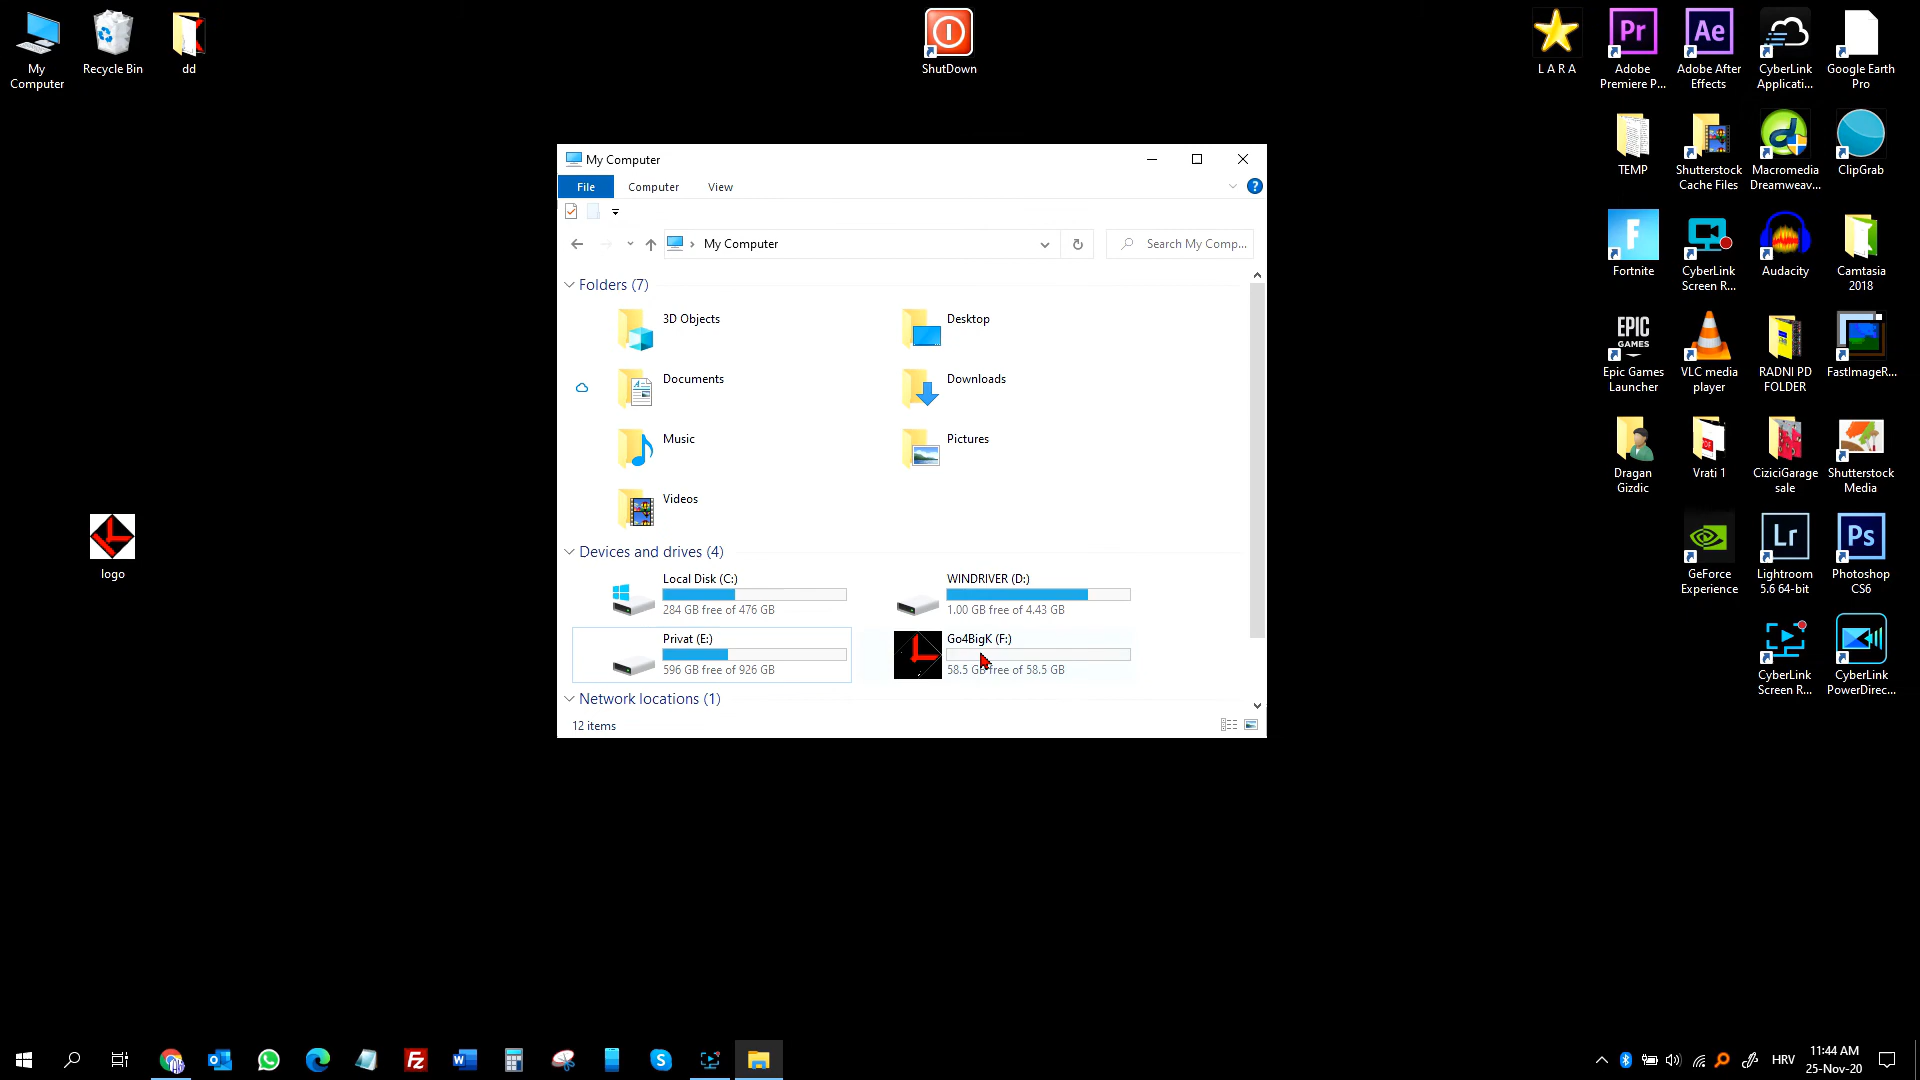 My
Computer
Recycle Bin
dd
ShutDown
L A R A
Adobe
Premiere P...
Adobe After
Effects
CyberLink
Applicati...
Google Earth
Pro
TEMP
Shutterstock
Cache Files
Macromedia
Dreamweav...
ClipGrab
Fortnite
CyberLink
Screen R...
Audacity
Camtasia
2018
EPIC
GAMES
Epic Games
Launcher
VLC media
player
RADNI PD
FOLDER
FastImageR...
Dragan
Gizdic
Vrati 1
CiziciGarage
sale
Shutterstock
Media
GeForce
Experience
Lightroom
5.6 64-bit
Photoshop
CS6
CyberLink
Screen R...
CyberLink
PowerDirec...
Pr
Ae
Lr
Ps
logo
My Computer
File
Computer
View
My Computer
Search My Comp...
Folders (7)
3D Objects
Desktop
Documents
Downloads
Music
Pictures
Videos
Devices and drives (4)
Local Disk (C:)
284 GB free of 476 GB
WINDRIVER (D:)
1.00 GB free of 4.43 GB
Privat (E:)
596 GB free of 926 GB
Go4BigK (F:)
58.5 GB free of 58.5 GB
Network locations (1)
12 items
HRV
11:44 AM
25-Nov-20